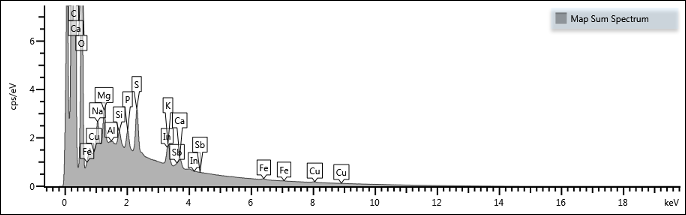 Map Sum Spectrum
C
Ca
O
6
S
Mg
P
K
Na
Si
Ca
4
cps/eV
Cu
Al
In
Sb
Fe
Sb
In
2
Fe
Fe
Cu
Cu
0
0 2 4 6 8 10 12 14 16 18 keV